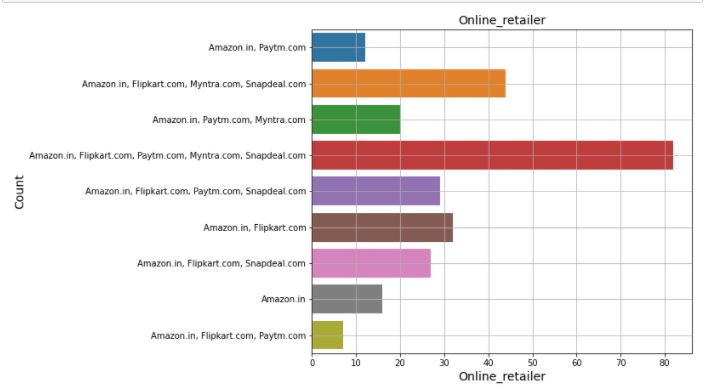 Online_retailer
Amazon.in, Paytm.com
Amazon.in, Flipkart.com, Myntra.com, Snapdeal.com
Amazon.in, Paytm.com, Myntra.com
Amazon.in, Flipkart.com, Paytm.com, Myntra.com, Snapdeal.com
Amazon.in, Flipkart.com, Paytm.com, Snapdeal.com
Amazon.in, Flipkart.com
Amazon.in, Flipkart.com, Snapdeal.com
Amazon.in
Amazon.in, Flipkart.com, Paytm.com
Count
0 10 20 30 40 50 60 70 80
Online_retailer